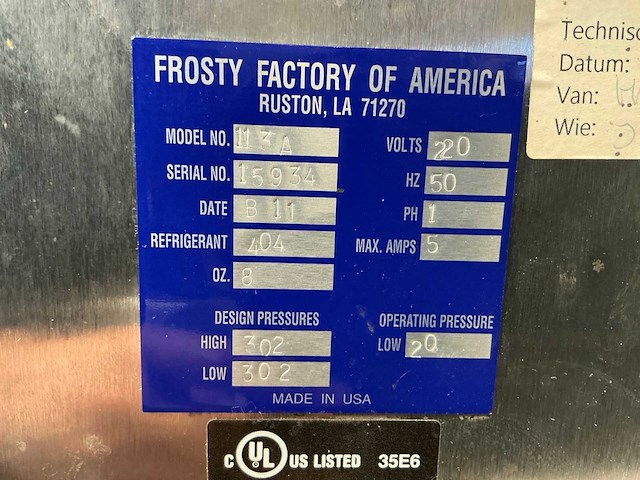 FROSTY FACTORY OF AMERICA
RUSTON, LA 71270
MODEL NO. 113A
SERIAL NO. 15934
DATE B 11
REFRIGERANT 404
OZ. 8
VOLTS 220
HZ 50
PH 1
MAX. AMPS 5
DESIGN PRESSURES
HIGH 302
LOW 302
OPERATING PRESSURE
LOW 20
MADE IN USA
C UL US LISTED 35E6
Datum:
Van:
Wie: